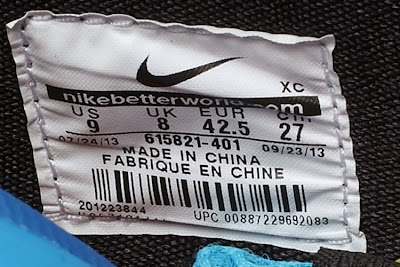 XC
nikebetterworld.com
US UK EUR cm
9 8 42.5 27
07/24/13 615821-401 09/23/13
MADE IN CHINA
FABRIQUE EN CHINE
201223844
UPC 00887229692083